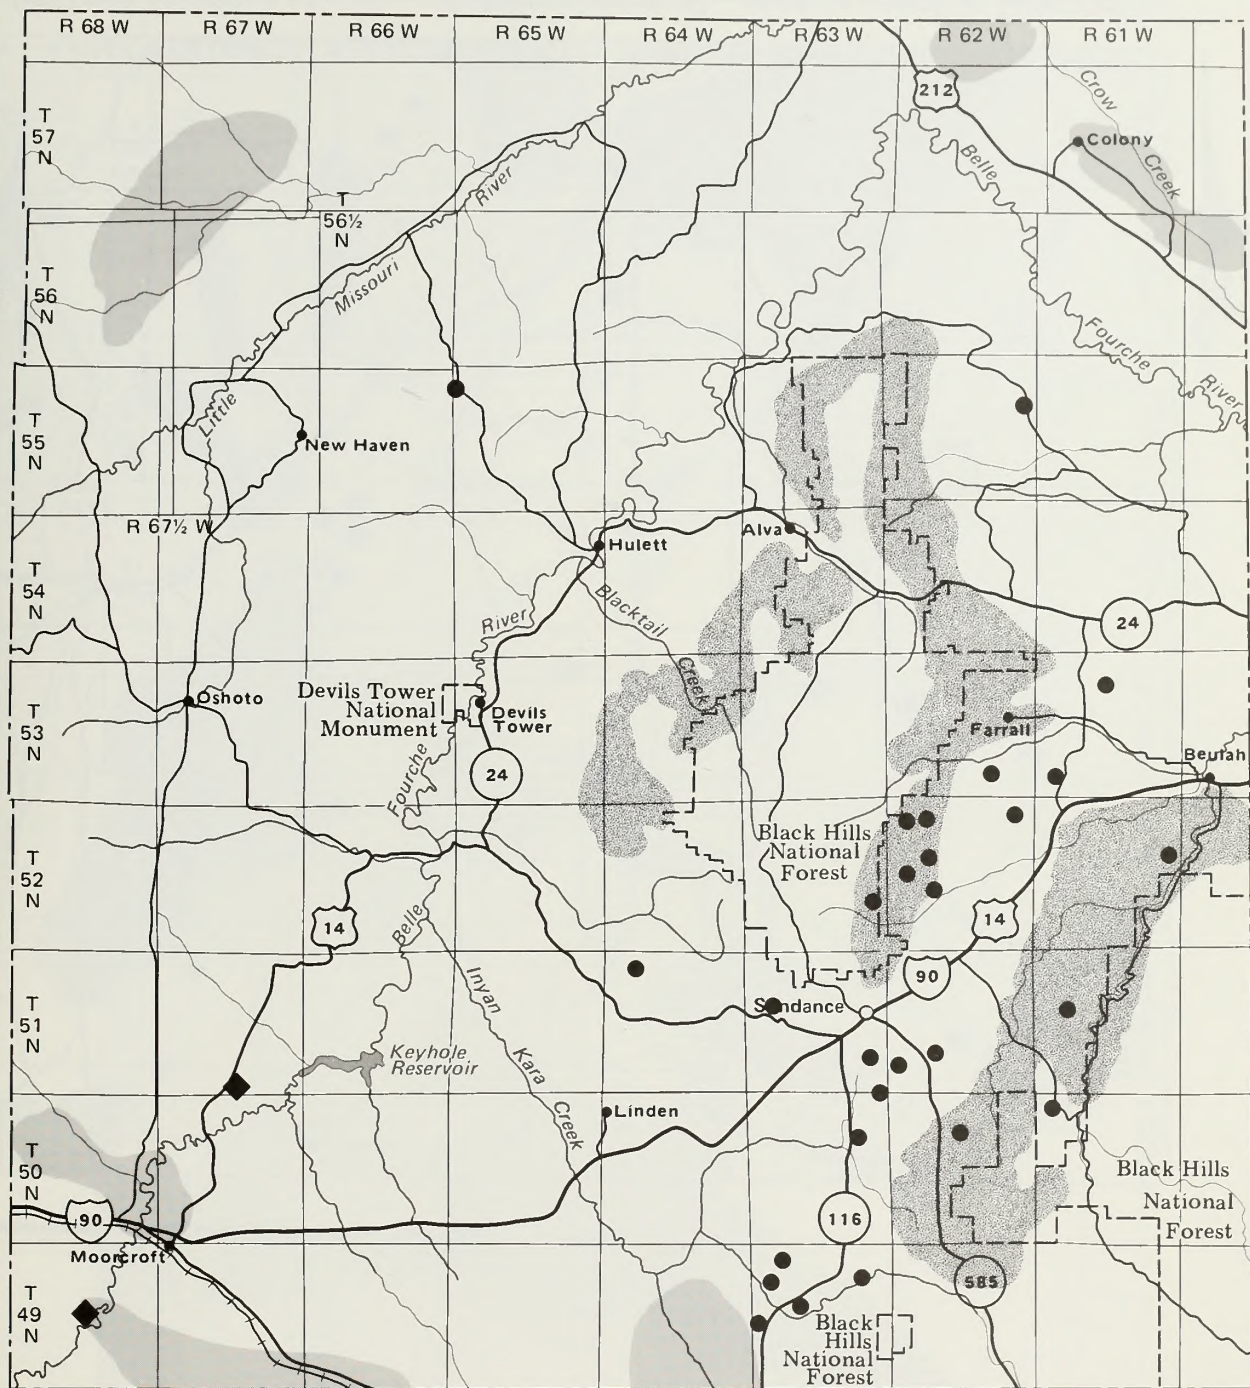 R 68 W
R 67 W
R 66 W
R 65 W
R 64 W
R 63 W
R 62 W
R 61 W
212
Crow
Creek
Colony
T
57
N
River
Belle
T
56½
N
T
56
N
Missouri
Fourche
River
Little
T
55
N
New Haven
R 67½ W
Alva
Hulett
T
54
N
Blacktail
Creek
River
24
Oshoto
Devils Tower
National
Monument
Devils
Tower
T
53
N
Farrall
Beulah
24
Fourche
Black Hills
National
Forest
T
52
N
14
Belle
14
90
Inyan
Kara
Creek
Sundance
T
51
N
Keyhole
Reservoir
Linden
T
50
N
Black Hills
National
Forest
90
116
Moorcroft
585
T
49
N
Black
Hills
National
Forest